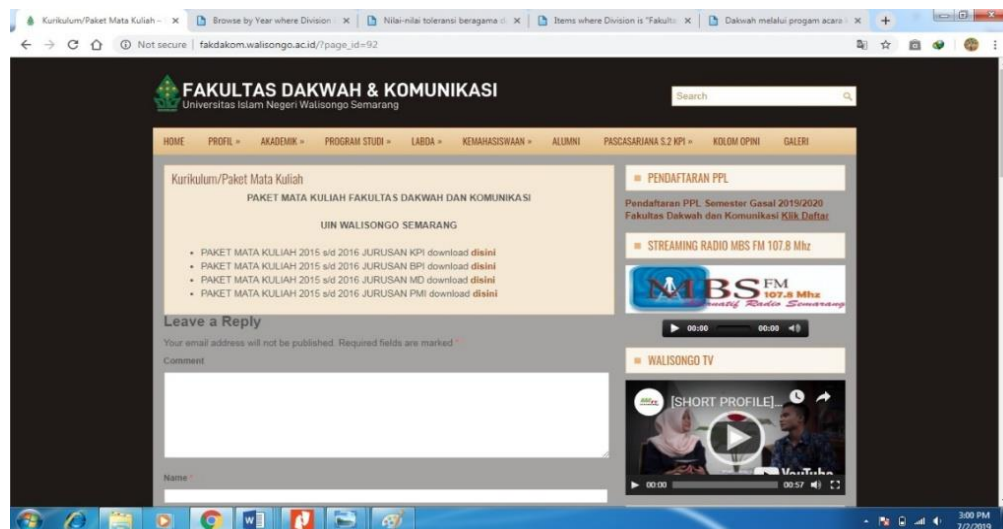 Kurikulum/Paket Mata Kuliah -
Browse by Year where Division
Nilai-nilai toleransi beragama d
Items where Division is "Fakulta
Dakwah melalui progam acara
Not secure | fakdakom.walisongo.ac.id/?page_id=92
FAKULTAS DAKWAH & KOMUNIKASI
Universitas Islam Negeri Walisongo Semarang
Search
HOME PROFIL » AKADEMIK » PROGRAM STUDI » LABDA » KEMAHASISWAAN » ALUMNI PASCASARJANA S.2 KPI » KOLOM OPINI GALERI
Kurikulum/Paket Mata Kuliah
PAKET MATA KULIAH FAKULTAS DAKWAH DAN KOMUNIKASI
UIN WALISONGO SEMARANG
• PAKET MATA KULIAH 2015 s/d 2016 JURUSAN KPI download disini
• PAKET MATA KULIAH 2015 s/d 2016 JURUSAN BPI download disini
• PAKET MATA KULIAH 2015 s/d 2016 JURUSAN MD download disini
• PAKET MATA KULIAH 2015 s/d 2016 JURUSAN PMI download disini
Leave a Reply
Your email address will not be published. Required fields are marked *
Comment
Name *
PENDAFTARAN PPL
Pendaftaran PPL Semester Gasal 2019/2020
Fakultas Dakwah dan Komunikasi Klik Daftar
STREAMING RADIO MBS FM 107.8 Mhz
MBS FM
107.8 Mhz
Radio Semarang
00:00 00:00
WALISONGO TV
[SHORT PROFILE]...
YouTube
00:00 00:57
3:00 PM
7/2/2019